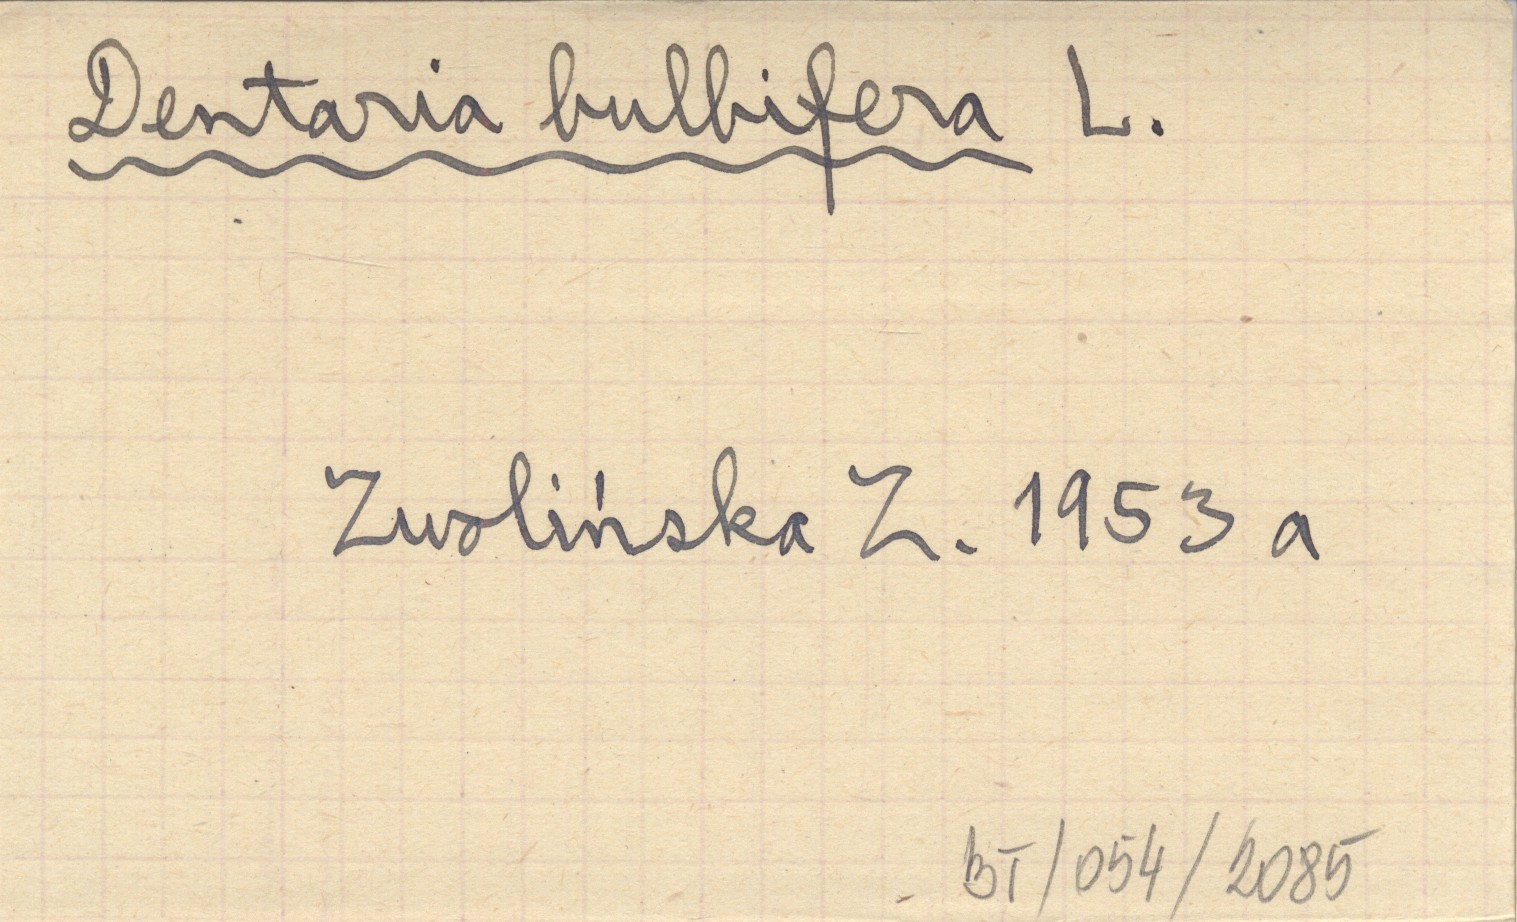 Dentaria bulbifera L.
Zwolińska Z. 1953 a
BT/054/2085